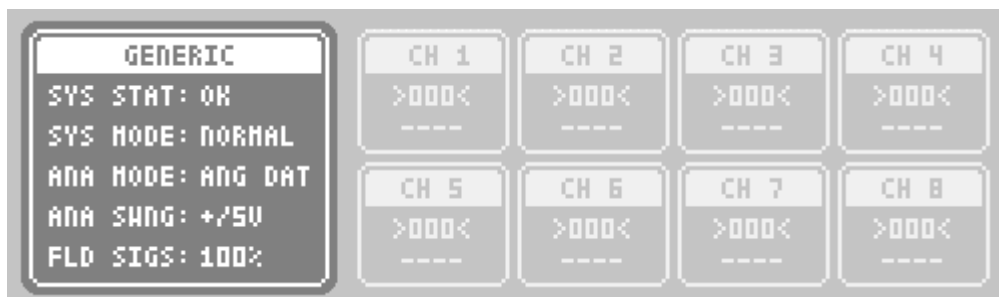 GENERIC
SYS STAT: OK
SYS MODE: NORMAL
ANA MODE: ANG DAT
ANA SWNG: +/5V
FLD SIGS: 100%
CH 1 CH 2 CH 3 CH 4
>000< >000< >000< >000<
---- ---- ---- ----
CH 5 CH 6 CH 7 CH 8
>000< >000< >000< >000<
---- ---- ---- ----